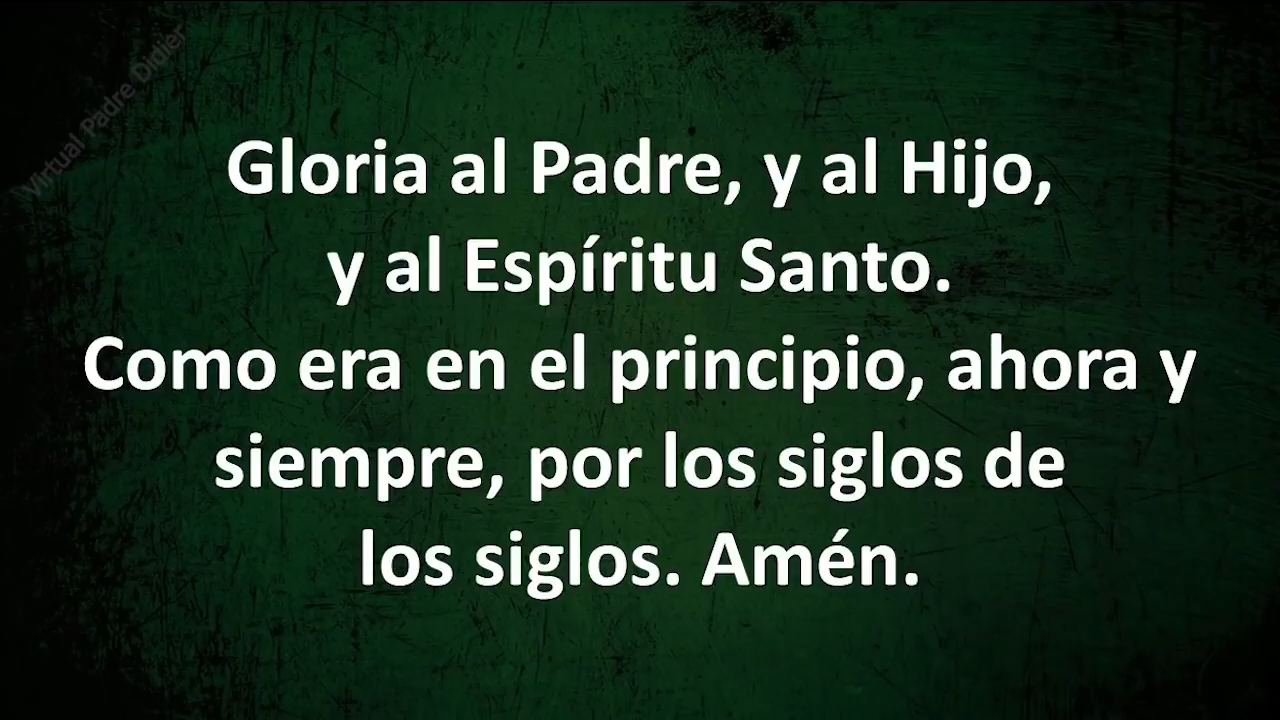 Virtual Padre Didier
Gloria al Padre, y al Hijo,
y al Espíritu Santo.
Como era en el principio, ahora y
siempre, por los siglos de
los siglos. Amén.